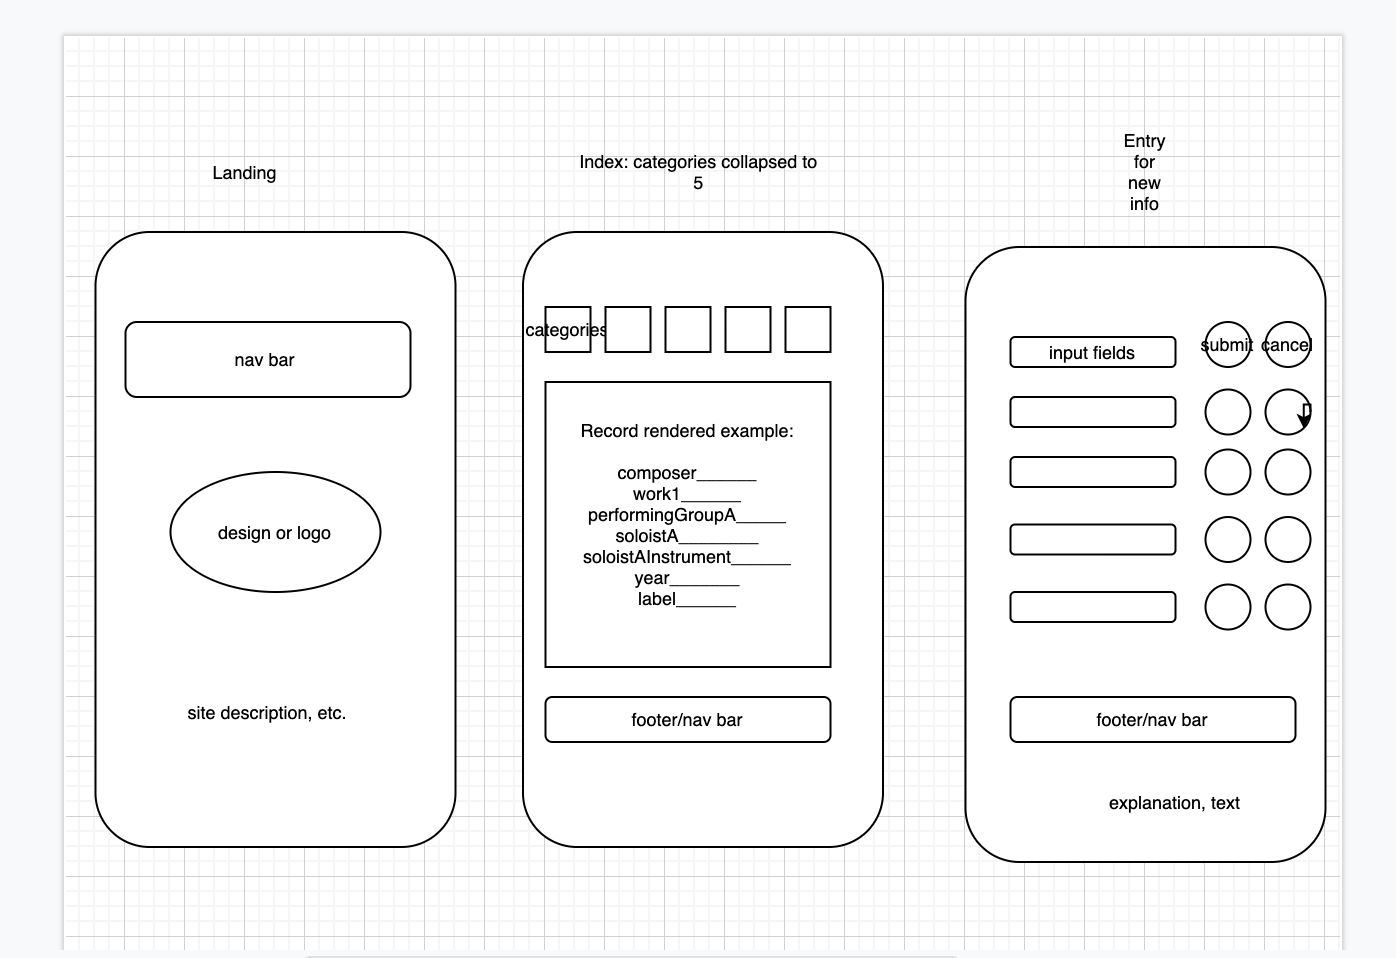 Landing
nav bar
design or logo
site description, etc.
Index: categories collapsed to
5
categories
Record rendered example:
composer______
work1______
performingGroupA_____
soloistA________
soloistAInstrument______
year_______
label______
footer/nav bar
Entry
for
new
info
input fields
submit
cancel
footer/nav bar
explanation, text